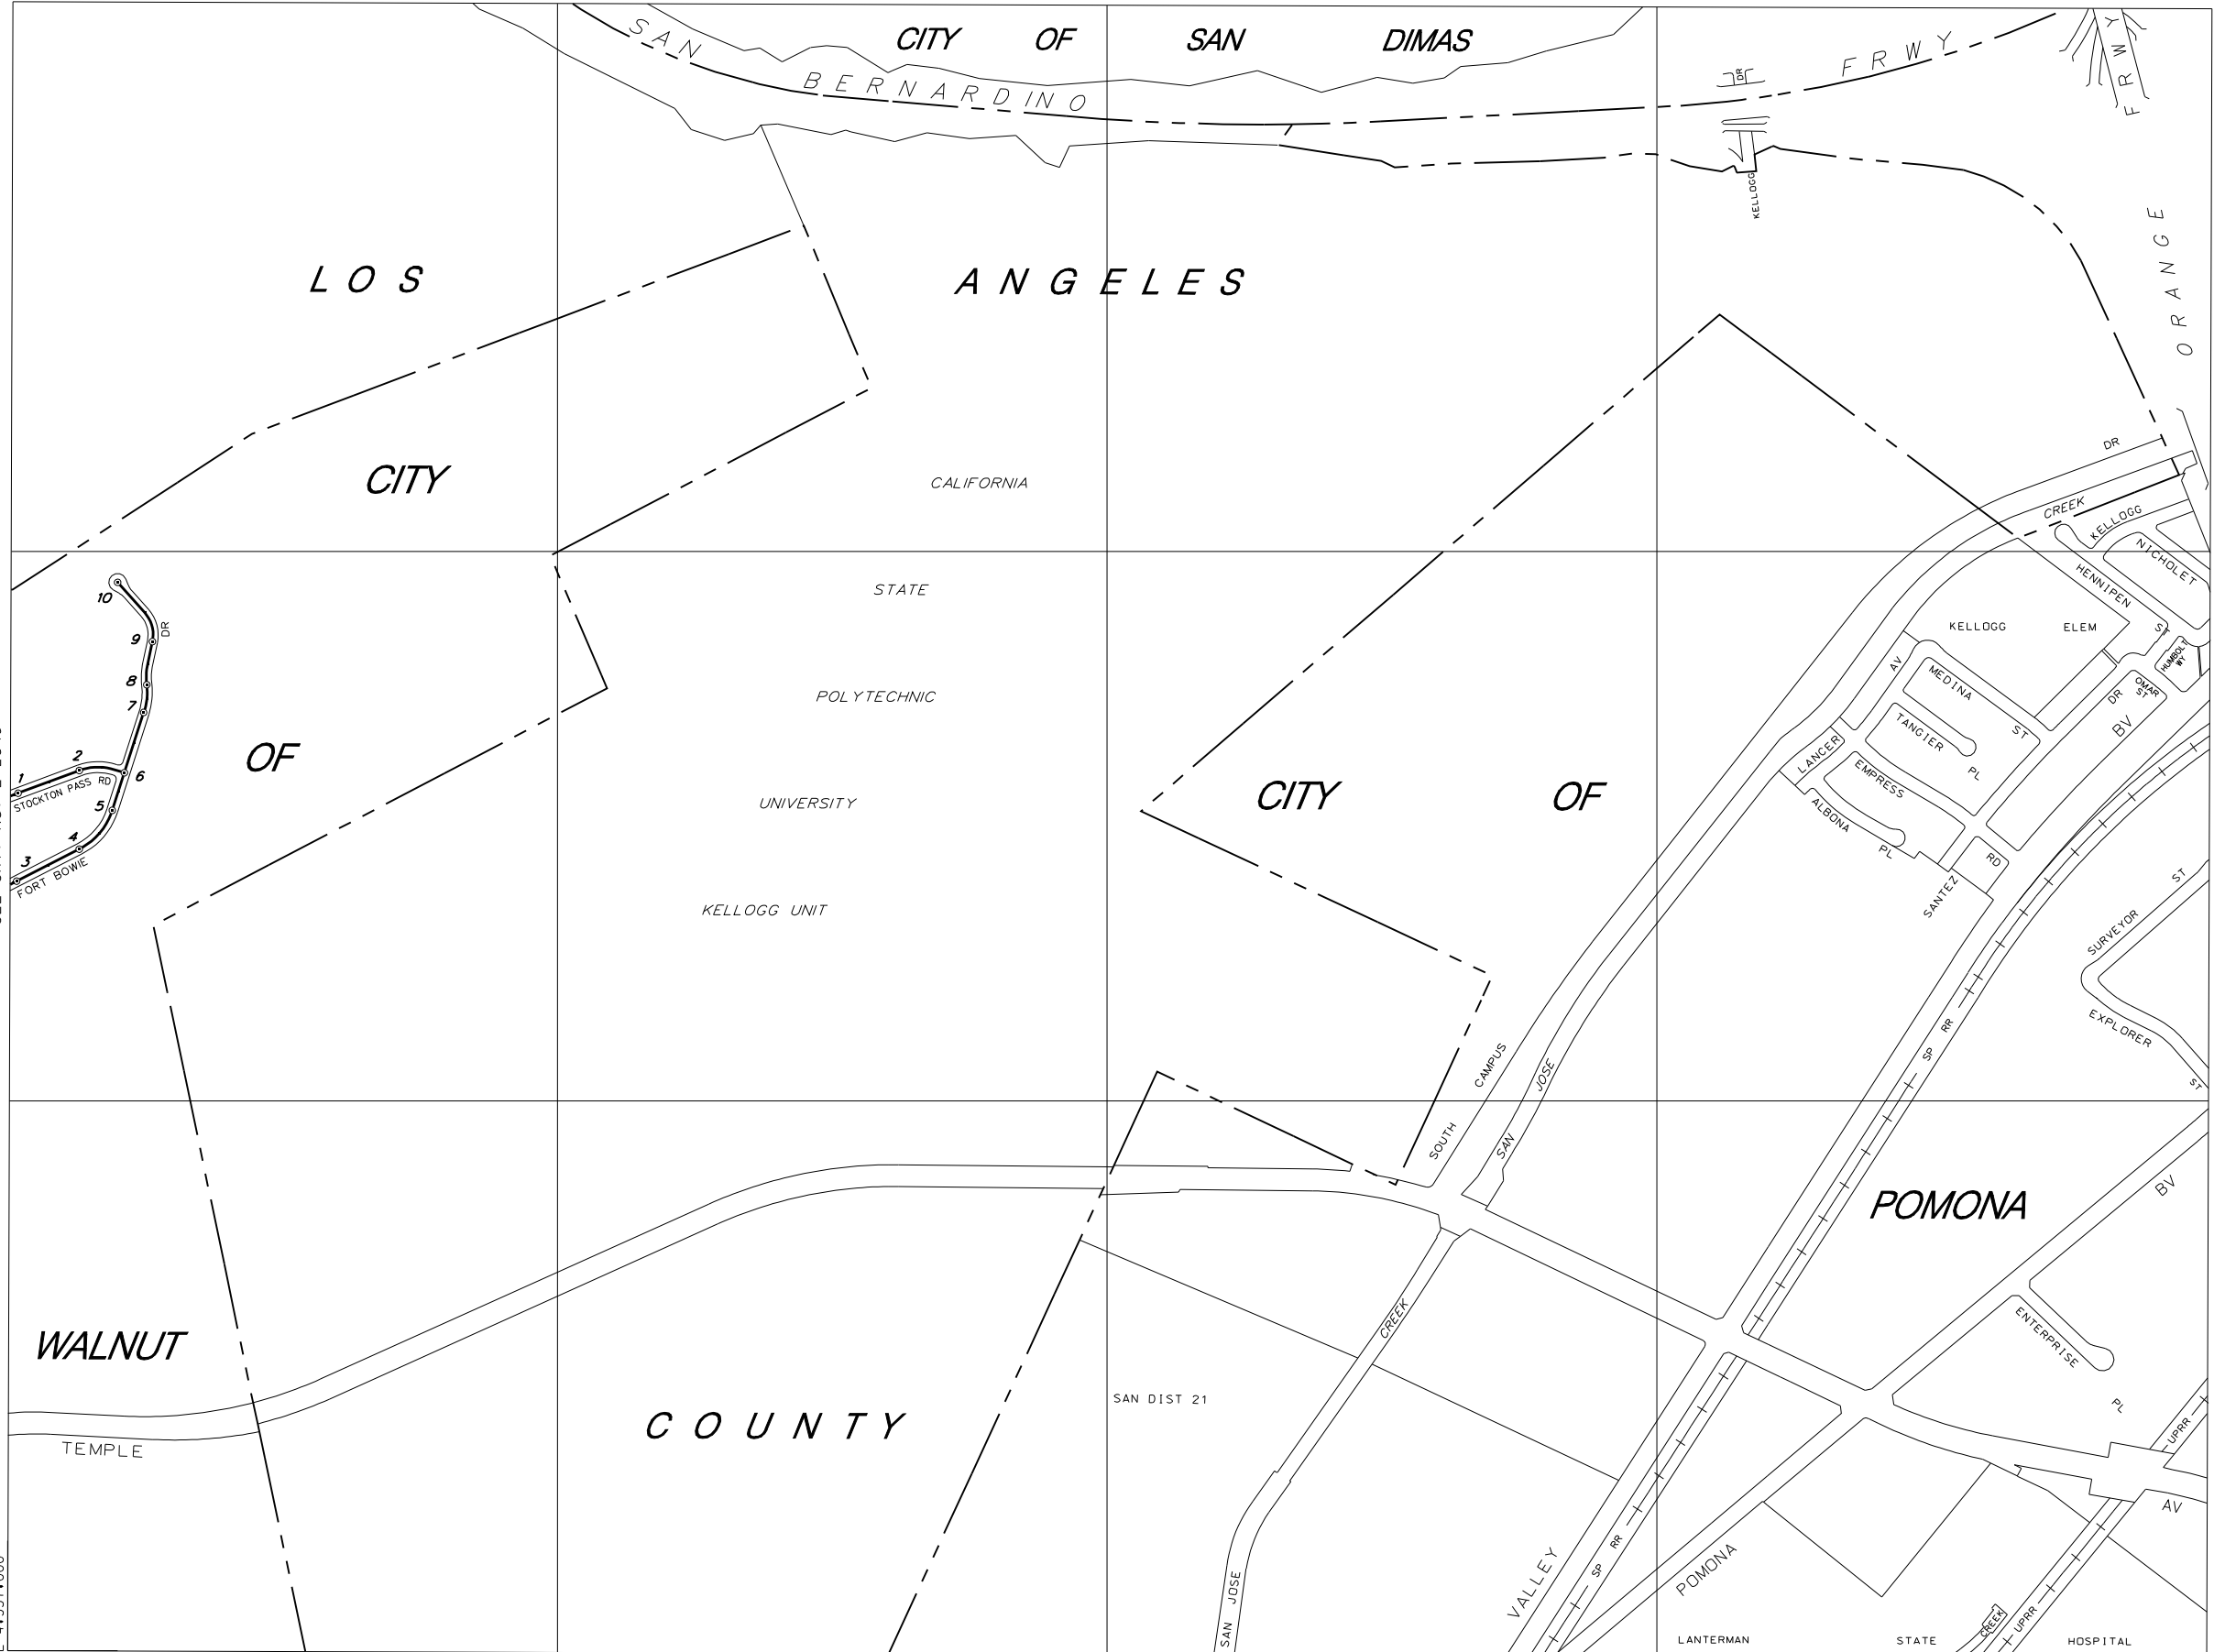 CITY OF SAN DIMAS
SAN BERNARDINO FRWY
FRWY
DR
KELLOGG
ORANGE
LOS ANGELES
CITY
CALIFORNIA
DR
CREEK
KELLOGG
NICHOLET
HENNIPEN
ST
STATE
KELLOGG ELEM
HUMBOLT
WY
OMAR
ST
10
9
DR
8
7
AV
MEDINA
ST
DR
BV
POLYTECHNIC
TANGIER
PL
OF
2
1
6
STOCKTON PASS RD
5
4
3
FORT BOWIE
UNIVERSITY
CITY OF
LANCER
EMPRESS
ALBONA
PL
RD
SANTEZ
KELLOGG UNIT
ST
SURVEYOR
EXPLORER
ST
SP RR
SOUTH CAMPUS
SAN JOSE
CREEK
POMONA
BV
ENTERPRISE
PL
WALNUT
TEMPLE
COUNTY
SAN DIST 21
UPRR
AV
SAN JOSE
VALLEY
SP RR
POMONA
CREEK
UPRR
LANTERMAN STATE HOSPITAL